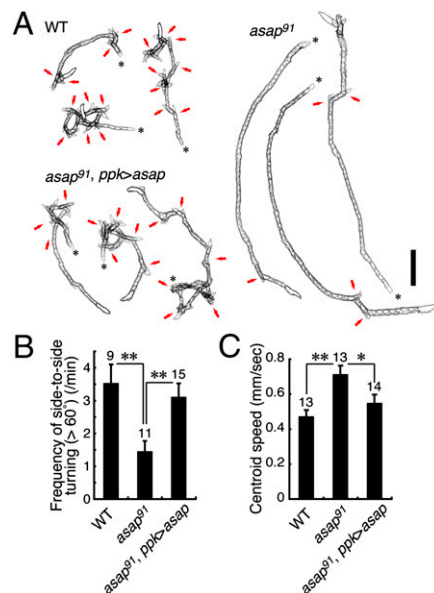 A
WT
*
*
*
asap⁹¹
*
*
*
asap⁹¹, ppk>asap
*
*
*
B
Frequency of side-to-side
turning (> 60°) (/min)
4
3
2
1
0
9
**
11
**
15
WT
asap⁹¹
asap⁹¹, ppk>asap
C
Centroid speed (mm/sec)
0.8
0.6
0.4
0.2
0
13
**
13
*
14
WT
asap⁹¹
asap⁹¹, ppk>asap